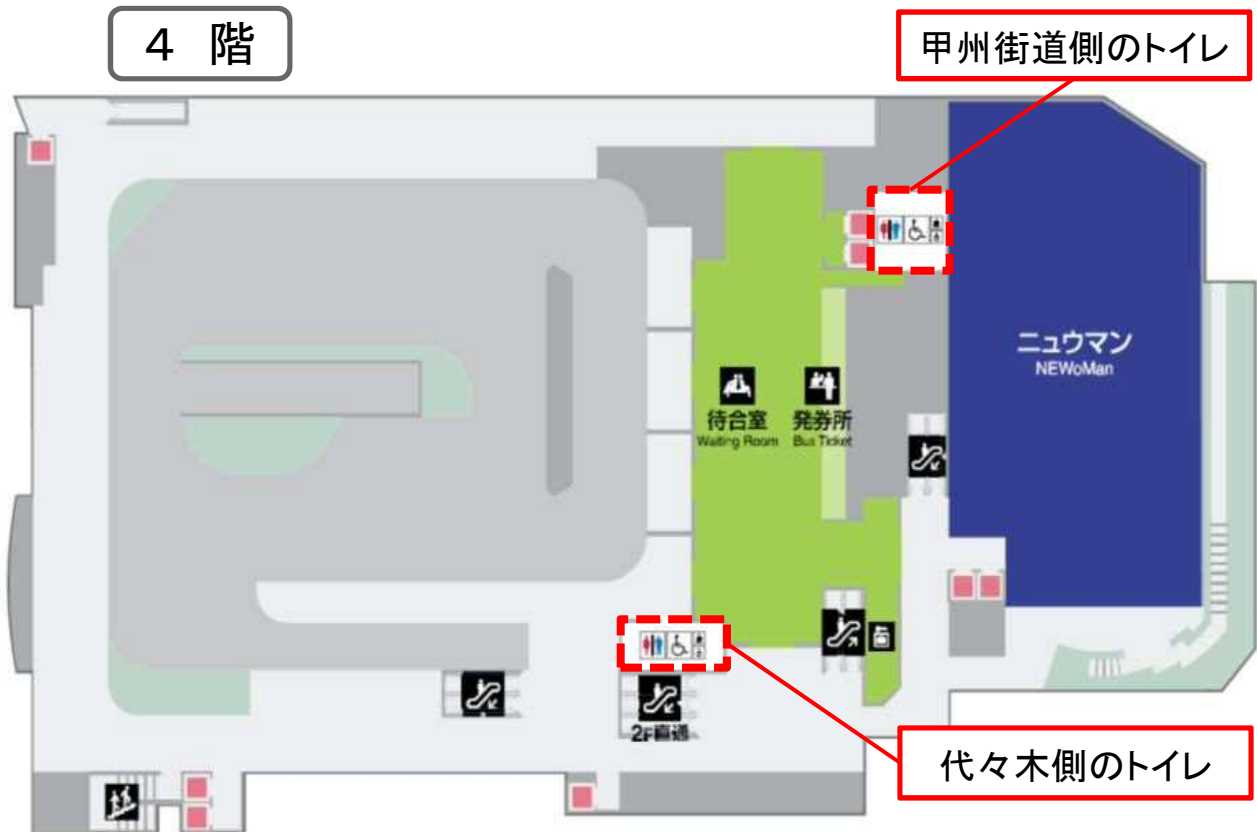 4 階
甲州街道側のトイレ
ニュウマン
NEWoMan
待合室
Waiting Room
発券所
Bus Ticket
2F直通
代々木側のトイレ